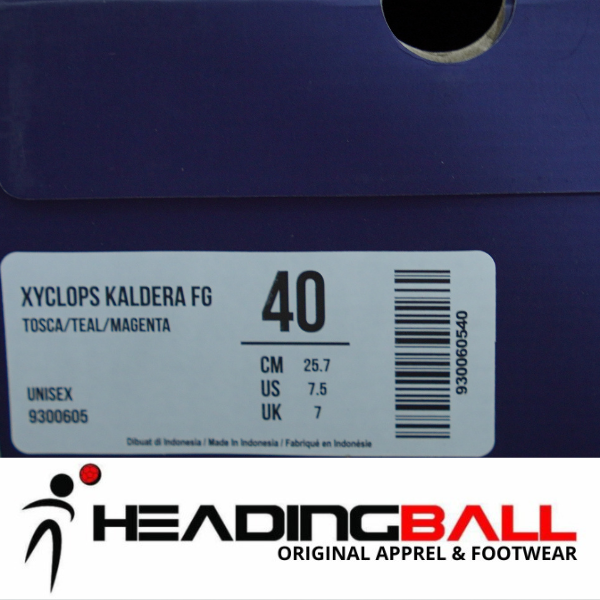 XYCLOPS KALDERA FG
TOSCA/TEAL/MAGENTA
UNISEX
9300605
40
CM 25.7
US 7.5
UK 7
930060540
Dibuat di Indonesia / Made In Indonesia / Fabriqué en Indonésie
HEADINGBALL
ORIGINAL APPREL & FOOTWEAR